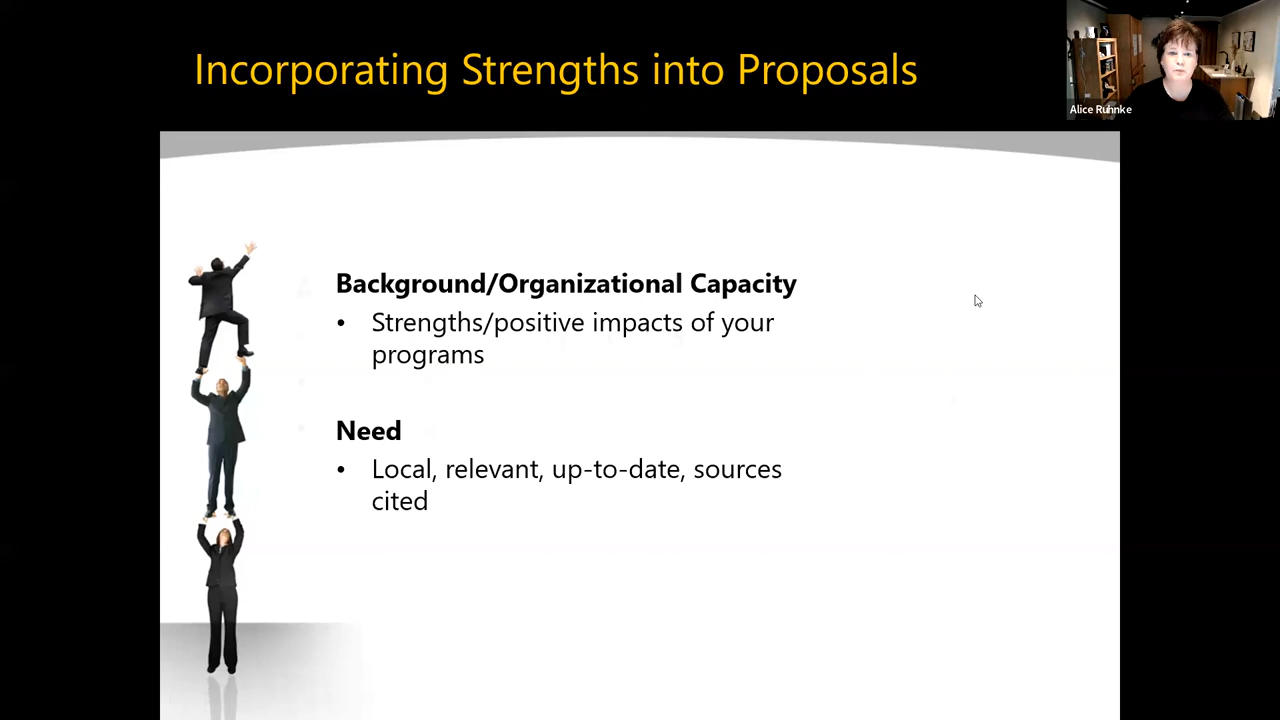 Incorporating Strengths into Proposals
Alice Ruhnke
Background/Organizational Capacity
• Strengths/positive impacts of your
programs
Need
• Local, relevant, up-to-date, sources
cited